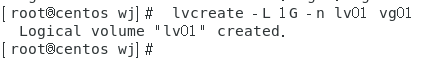 [root@centos wj]#  lvcreate -L 1G -n lv01 vg01
  Logical volume "lv01" created.
[root@centos wj]#